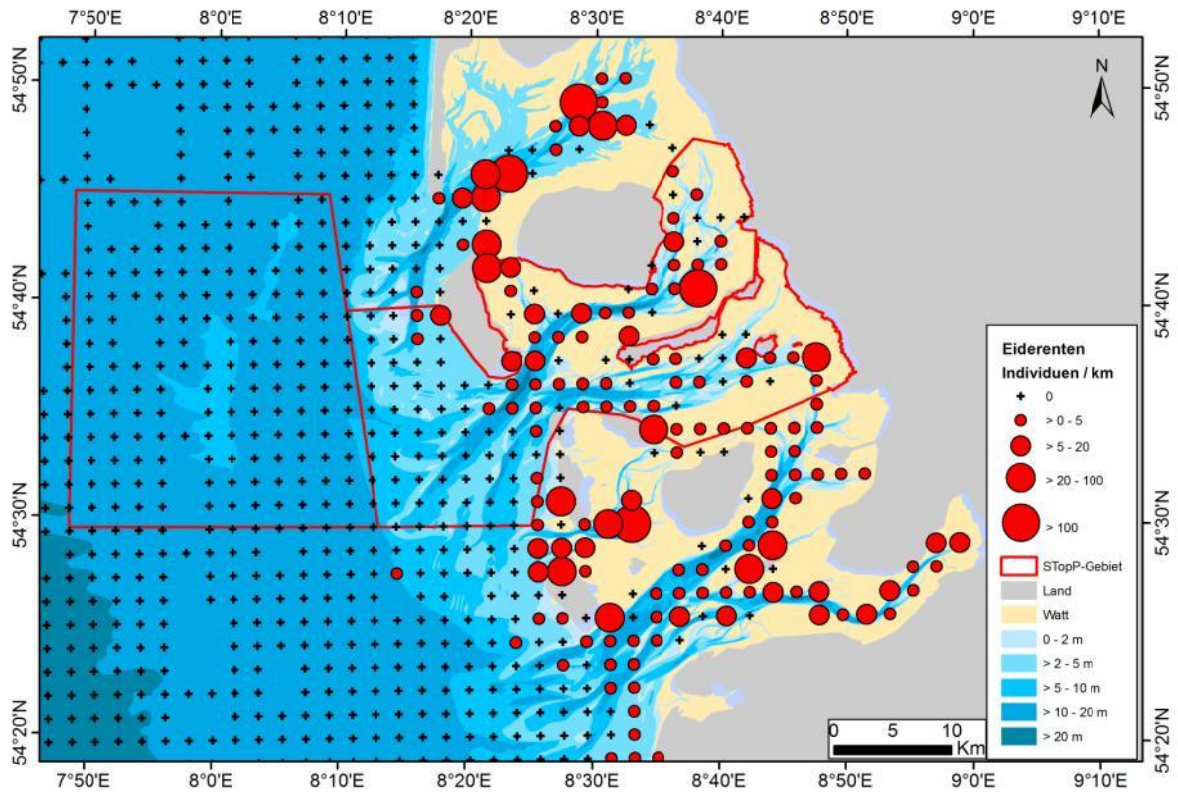 7°50'E 8°0'E 8°10'E 8°20'E 8°30'E 8°40'E 8°50'E 9°0'E 9°10'E
54°50'N 54°50'N
N
54°40'N 54°40'N
Eiderenten
Individuen / km
0
> 0 - 5
> 5 - 20
> 20 - 100
> 100
STopP-Gebiet
Land
Watt
0 - 2 m
> 2 - 5 m
> 5 - 10 m
> 10 - 20 m
> 20 m
54°30'N 54°30'N
0 5 10
Km
54°20'N 54°20'N
7°50'E 8°0'E 8°10'E 8°20'E 8°30'E 8°40'E 8°50'E 9°0'E 9°10'E